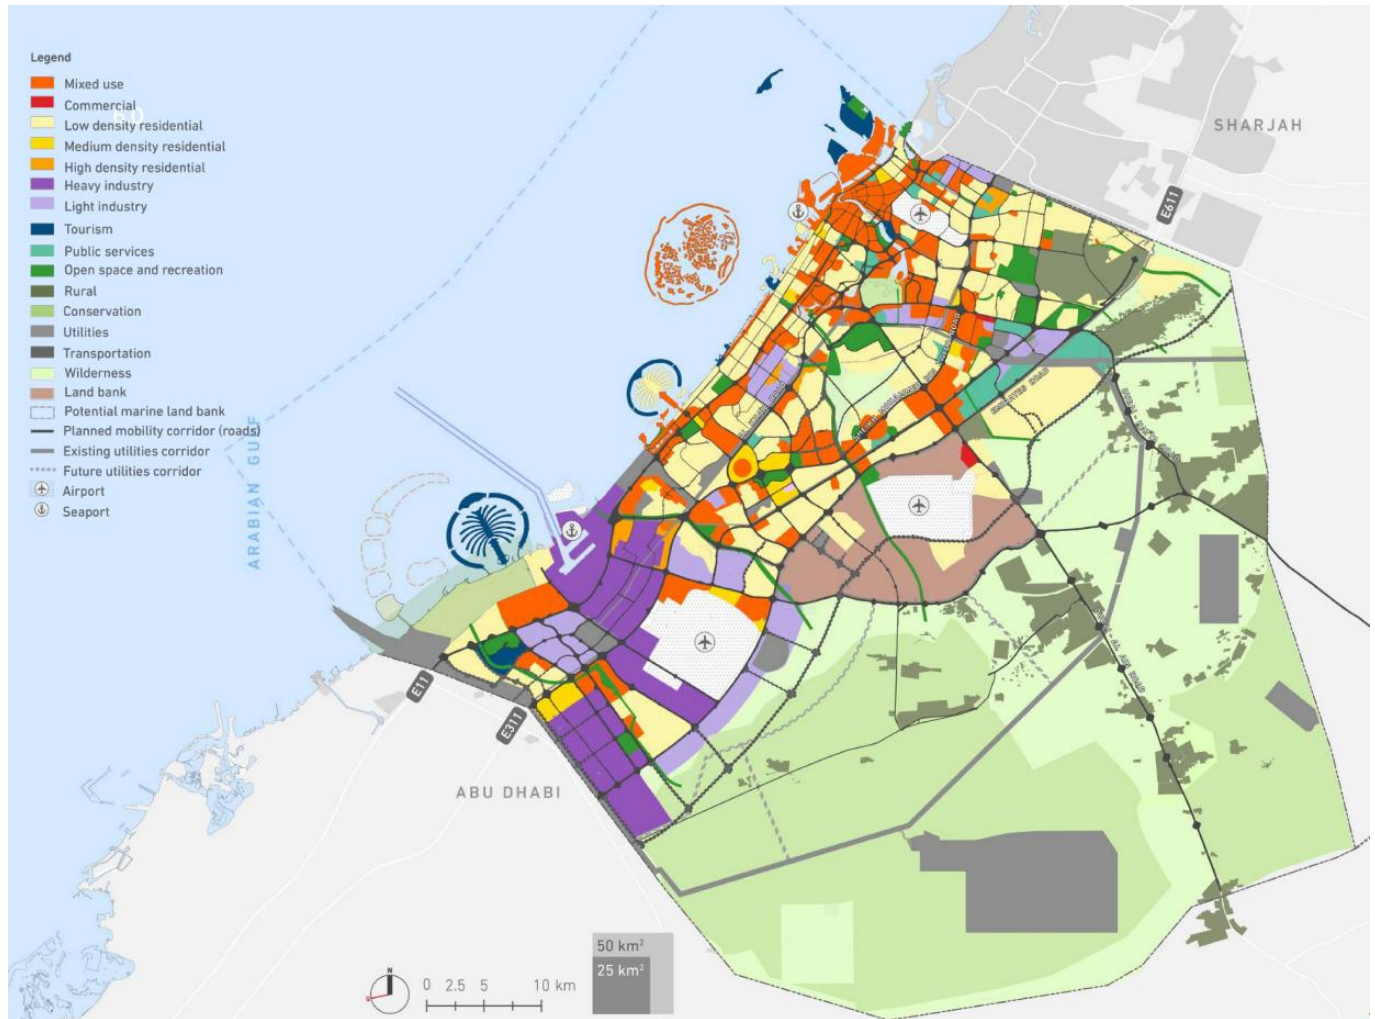 Legend
Mixed use
Commercial
Low density residential
Medium density residential
High density residential
Heavy industry
Light industry
Tourism
Public services
Open space and recreation
Rural
Conservation
Utilities
Transportation
Wilderness
Land bank
Potential marine land bank
Planned mobility corridor (roads)
Existing utilities corridor
Future utilities corridor
Airport
Seaport
ARABIAN GULF
SHARJAH
E611
EMIRATES ROAD
E11
E311
ABU DHABI
N
0 2.5 5 10 km
50 km²
25 km²